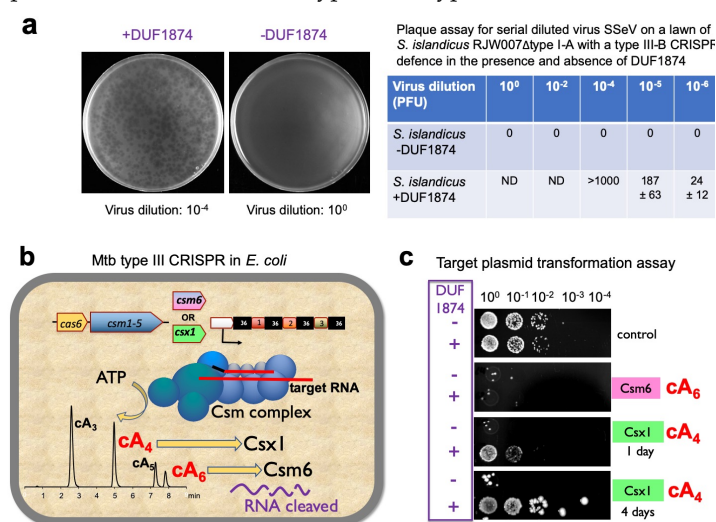 a
+DUF1874
-DUF1874
Virus dilution: 10-4
Virus dilution: 10⁰
Plaque assay for serial diluted virus SSeV on a lawn of
S. islandicus RJW007Δtype I-A with a type III-B CRISPR
defence in the presence and absence of DUF1874
Virus dilution (PFU) 10⁰ 10-2 10-4 10-5 10-6
S. islandicus -DUF1874 0 0 0 0 0
S. islandicus +DUF1874 ND ND >1000 187 ± 63 24 ± 12
b
Mtb type III CRISPR in E. coli
cas6 csm1-5 csm6 OR csx1 36 1 36 2 36 3 36
ATP
target RNA
Csm complex
cA₃
cA₄ Csx1
cA₅ cA₆ Csm6
RNA cleaved
1 2 3 4 5 6 7 8 min
c
Target plasmid transformation assay
DUF 1874 10⁰ 10-1 10-2 10-3 10-4
-
+
control
-
+
Csm6 cA₆
-
+
Csx1 cA₄
1 day
-
+
Csx1 cA₄
4 days